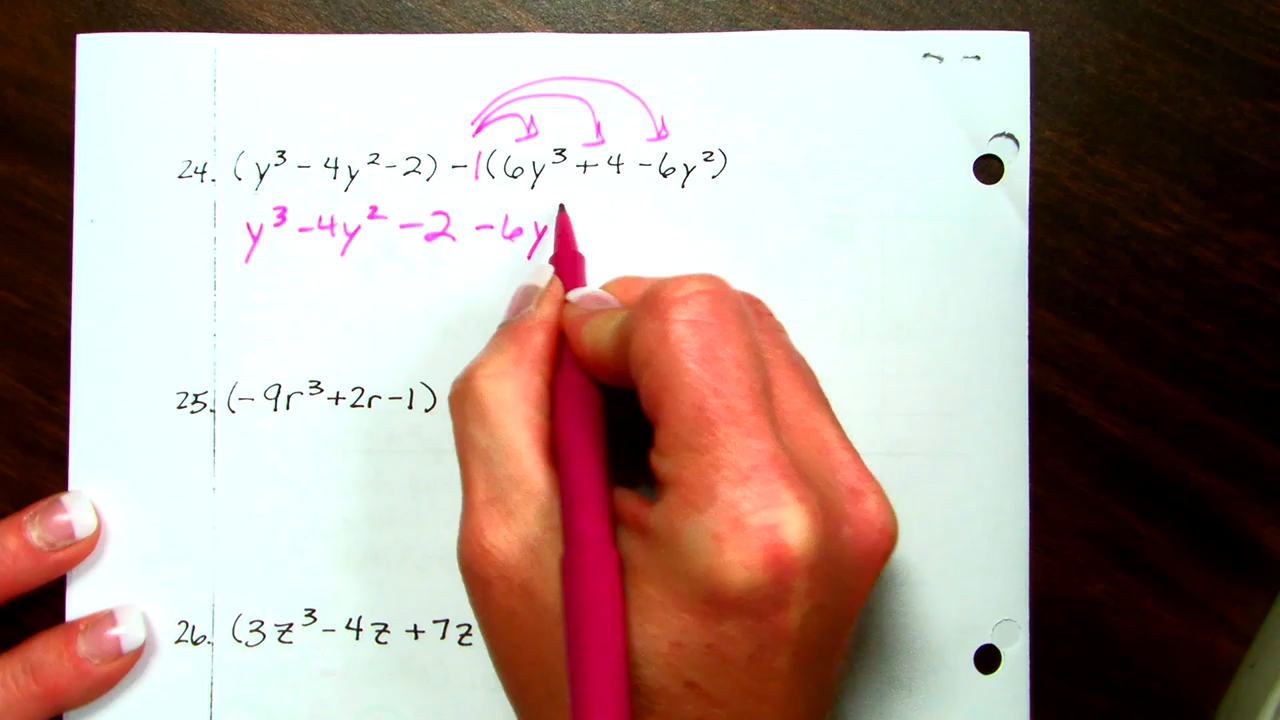 24. (y³ - 4y² - 2) - 1(6y³ + 4 - 6y²)
y³ - 4y² - 2 - 6y
25. (-9r³ + 2r - 1)
26. (3z³ - 4z + 7z